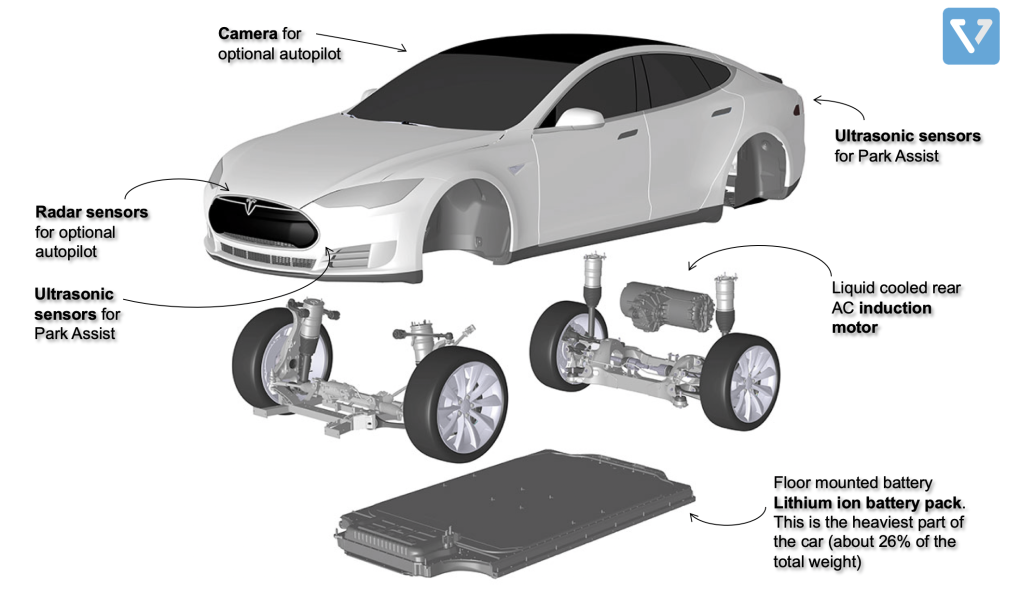 Camera for
optional autopilot
Ultrasonic sensors
for Park Assist
Radar sensors
for optional
autopilot
Ultrasonic
sensors for
Park Assist
Liquid cooled rear
AC induction
motor
Floor mounted battery
Lithium ion battery pack.
This is the heaviest part of
the car (about 26% of the
total weight)